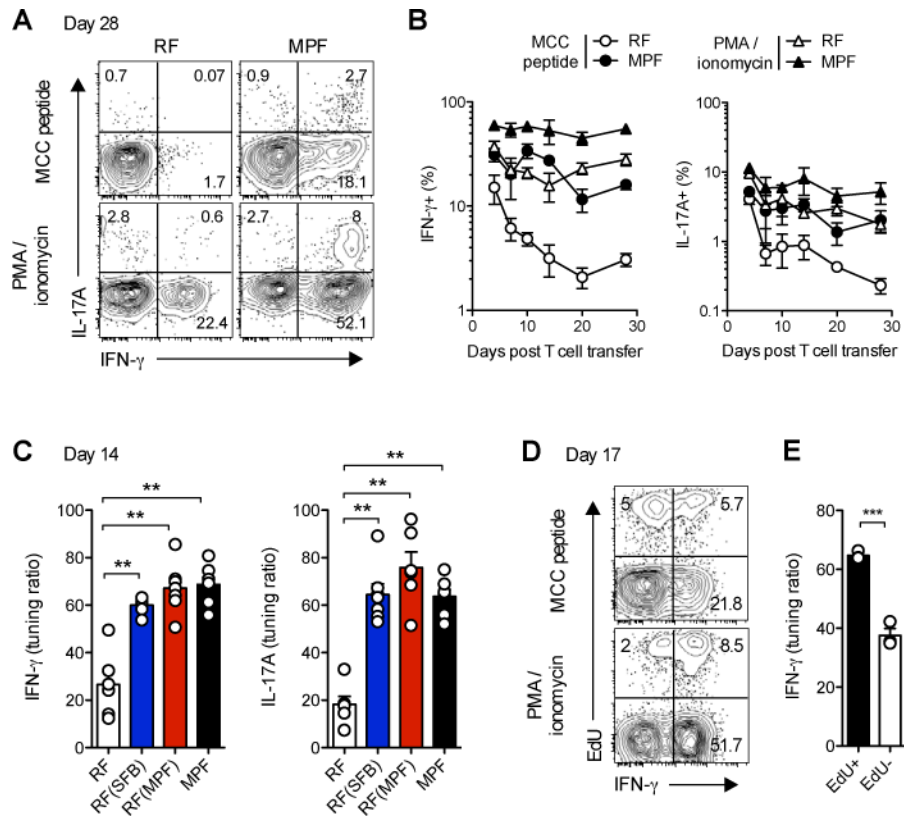 A Day 28
RF MPF
MCC peptide
0.7 0.07 0.9 2.7
1.7 18.1
PMA /
ionomycin
2.8 0.6 2.7 8
22.4 52.1
IL-17A
IFN-γ
B
MCC
peptide
RF
MPF
PMA /
ionomycin
RF
MPF
IFN-γ+ (%)
100
10
1
0 10 20 30
Days post T cell transfer
IL-17A+ (%)
100
10
1
0.1
0 10 20 30
Days post T cell transfer
C Day 14
IFN-γ (tuning ratio)
100
80
60
40
20
0
** ** **
RF RF(SFB) RF(MPF) MPF
IL-17A (tuning ratio)
100
80
60
40
20
0
** ** **
RF RF(SFB) RF(MPF) MPF
D Day 17
MCC peptide
5 5.7
21.8
PMA /
ionomycin
2 8.5
51.7
EdU
IFN-γ
E
IFN-γ (tuning ratio)
80
60
40
20
0
***
EdU+ EdU-